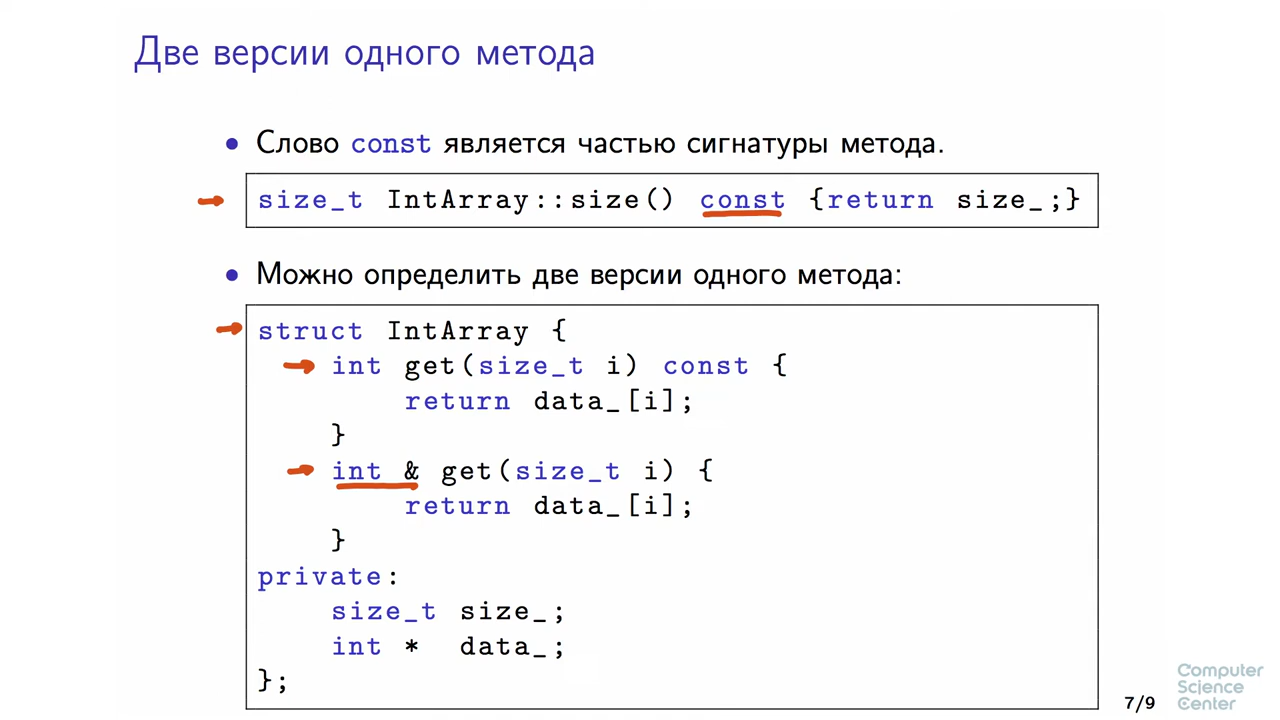 Две версии одного метода
• Слово const является частью сигнатуры метода.
size_t IntArray::size() const {return size_;}
• Можно определить две версии одного метода:
struct IntArray {
int get(size_t i) const {
return data_[i];
}
int & get(size_t i) {
return data_[i];
}
private:
size_t size_;
int * data_;
};
7/9
Computer
Science
Center